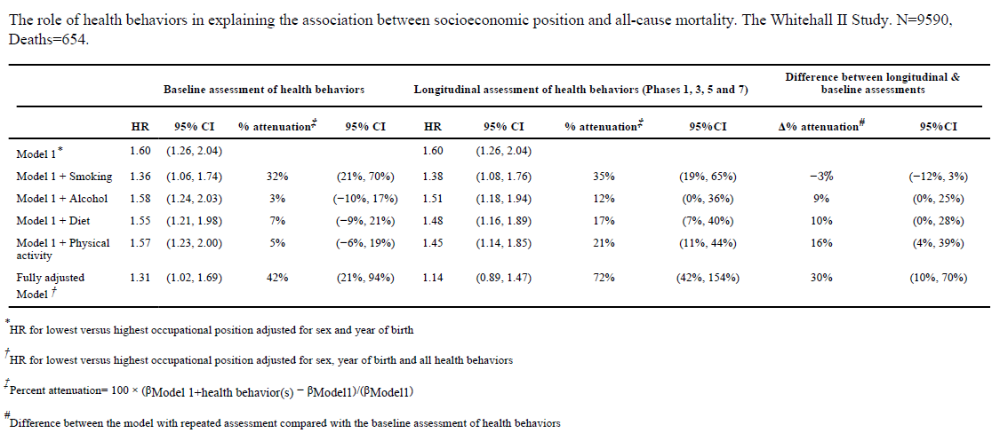 The role of health behaviors in explaining the association between socioeconomic position and all-cause mortality. The Whitehall II Study. N=9590,
Deaths=654.
Baseline assessment of health behaviors Longitudinal assessment of health behaviors (Phases 1, 3, 5 and 7) Difference between longitudinal &
baseline assessments
HR 95% CI % attenuation‡ 95% CI HR 95% CI % attenuation‡ 95%CI Δ% attenuation# 95%CI
Model 1* 1.60 (1.26, 2.04) 1.60 (1.26, 2.04)
Model 1 + Smoking 1.36 (1.06, 1.74) 32% (21%, 70%) 1.38 (1.08, 1.76) 35% (19%, 65%) −3% (−12%, 3%)
Model 1 + Alcohol 1.58 (1.24, 2.03) 3% (−10%, 17%) 1.51 (1.18, 1.94) 12% (0%, 36%) 9% (0%, 25%)
Model 1 + Diet 1.55 (1.21, 1.98) 7% (−9%, 21%) 1.48 (1.16, 1.89) 17% (7%, 40%) 10% (0%, 28%)
Model 1 + Physical 1.57 (1.23, 2.00) 5% (−6%, 19%) 1.45 (1.14, 1.85) 21% (11%, 44%) 16% (4%, 39%)
activity
Fully adjusted 1.31 (1.02, 1.69) 42% (21%, 94%) 1.14 (0.89, 1.47) 72% (42%, 154%) 30% (10%, 70%)
Model †
*HR for lowest versus highest occupational position adjusted for sex and year of birth
†HR for lowest versus highest occupational position adjusted for sex, year of birth and all health behaviors
‡Percent attenuation= 100 × (βModel 1+health behavior(s) − βModel1)/(βModel1)
#Difference between the model with repeated assessment compared with the baseline assessment of health behaviors